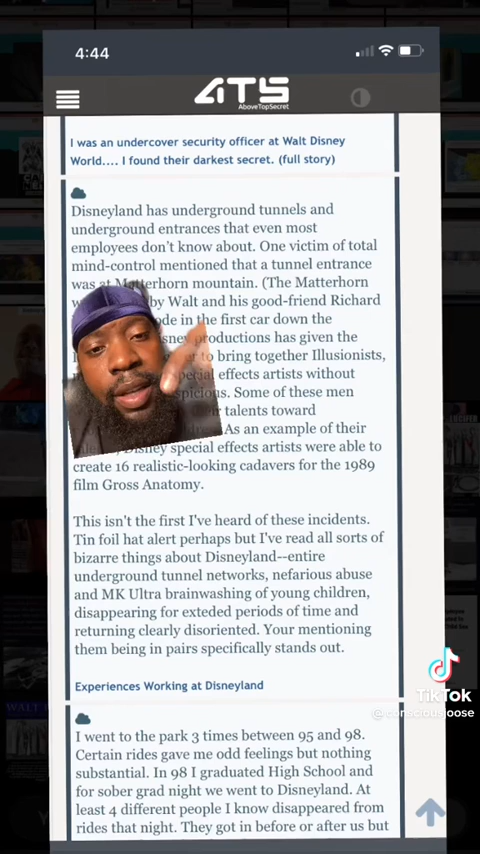 4:44
ATS
AboveTopSecret
I was an undercover security officer at Walt Disney
World.... I found their darkest secret. (full story)
Disneyland has underground tunnels and
underground entrances that even most
employees don't know about. One victim of total
mind-control mentioned that a tunnel entrance
was at Matterhorn mountain. (The Matterhorn
by Walt and his good-friend Richard
in the first car down the
productions has given the
to bring together Illusionists,
special effects artists without
Some of these men
talents toward
As an example of their
Disney special effects artists were able to
create 16 realistic-looking cadavers for the 1989
film Gross Anatomy.
This isn't the first I've heard of these incidents.
Tin foil hat alert perhaps but I've read all sorts of
bizarre things about Disneyland--entire
underground tunnel networks, nefarious abuse
and MK Ultra brainwashing of young children,
disappearing for exteded periods of time and
returning clearly disoriented. Your mentioning
them being in pairs specifically stands out.
Experiences Working at Disneyland
I went to the park 3 times between 95 and 98.
Certain rides gave me odd feelings but nothing
substantial. In 98 I graduated High School and
for sober grad night we went to Disneyland. At
least 4 different people I know disappeared from
rides that night. They got in before or after us but
TikTok